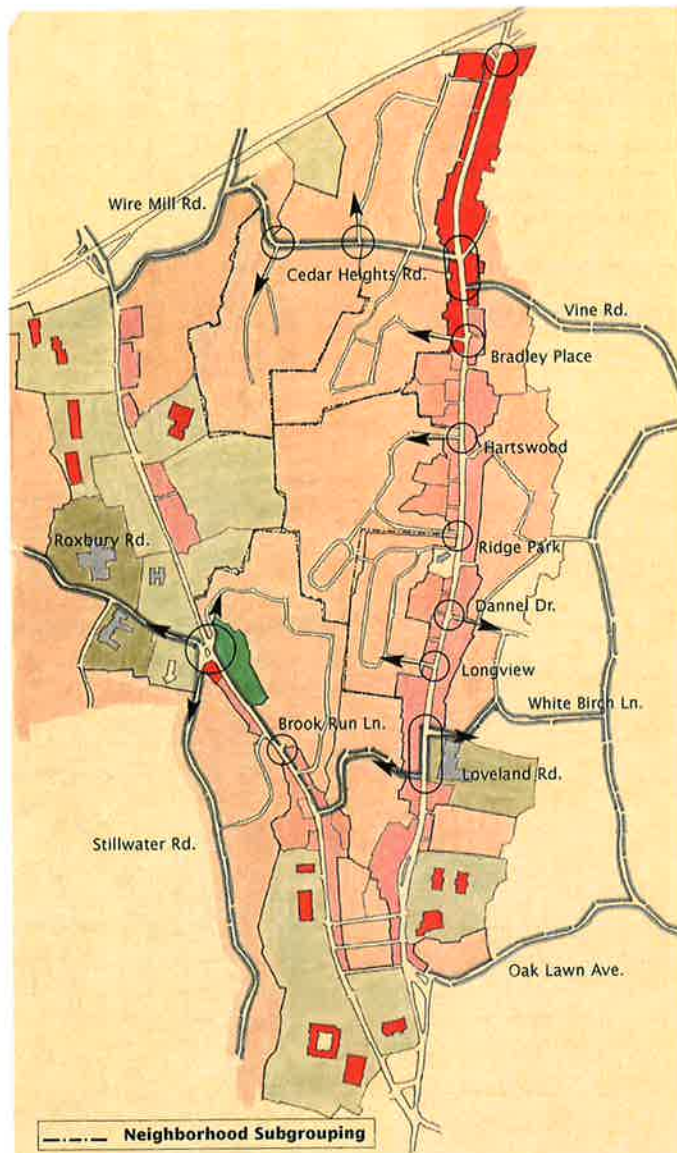 Wire Mill Rd.
Cedar Heights Rd.
Vine Rd.
Bradley Place
Hartswood
Roxbury Rd.
Ridge Park
Dannel Dr.
Longview
White Birch Ln.
Brook Run Ln.
Loveland Rd.
Stillwater Rd.
Oak Lawn Ave.
Neighborhood Subgrouping